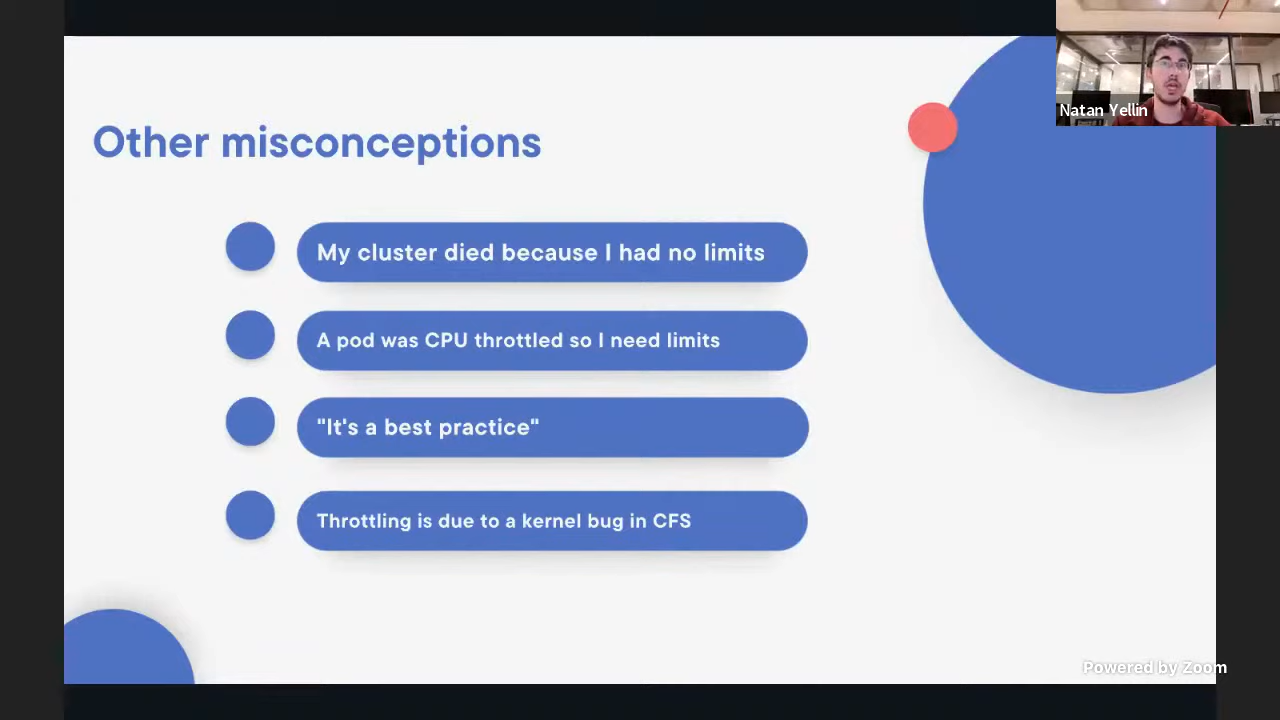 Natan Yellin
Other misconceptions
My cluster died because I had no limits
A pod was CPU throttled so I need limits
"It's a best practice"
Throttling is due to a kernel bug in CFS
Powered by Zoom